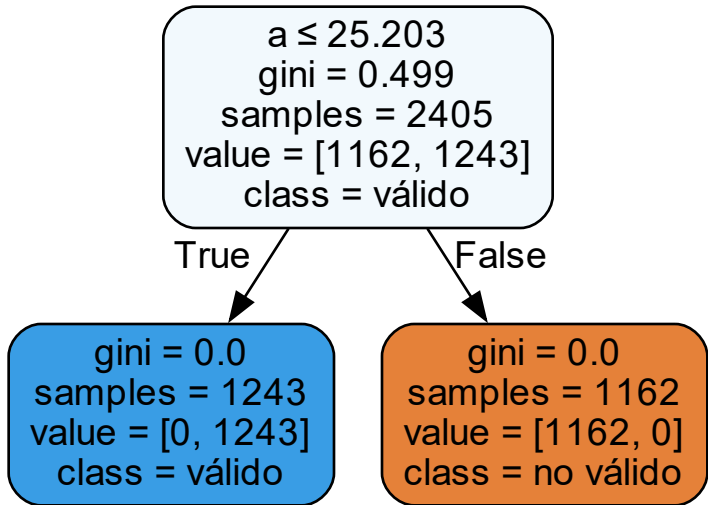 a ≤ 25.203
gini = 0.499
samples = 2405
value = [1162, 1243]
class = válido
True
False
gini = 0.0
samples = 1243
value = [0, 1243]
class = válido
gini = 0.0
samples = 1162
value = [1162, 0]
class = no válido